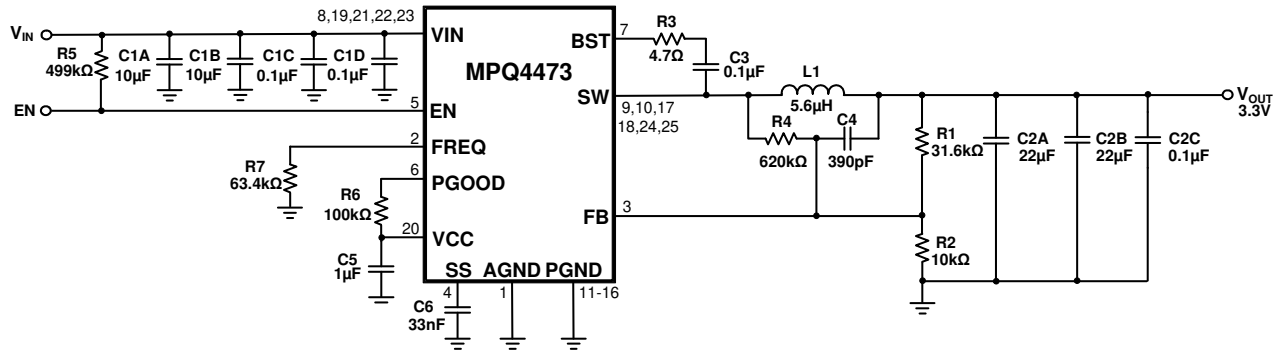 8,19,21,22,23
VIN
R5
499kΩ
C1A
10µF
C1B
10µF
C1C
0.1µF
C1D
0.1µF
EN
VIN
MPQ4473
BST
7
R3
4.7Ω
C3
0.1µF
SW
9,10,17
18,24,25
L1
5.6µH
R4
620kΩ
C4
390pF
VOUT
3.3V
R1
31.6kΩ
C2A
22µF
C2B
22µF
C2C
0.1µF
5
EN
2
FREQ
R7
63.4kΩ
6
PGOOD
R6
100kΩ
FB
3
R2
10kΩ
20
VCC
C5
1µF
SS
AGND
PGND
4
1
11-16
C6
33nF